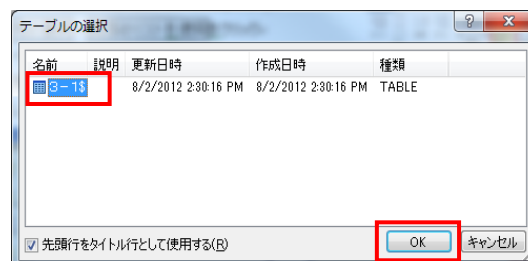 テーブルの選択
名前 説明 更新日時 作成日時 種類
3－1$ 8/2/2012 2:30:16 PM 8/2/2012 2:30:16 PM TABLE
先頭行をタイトル行として使用する(R)
OK キャンセル